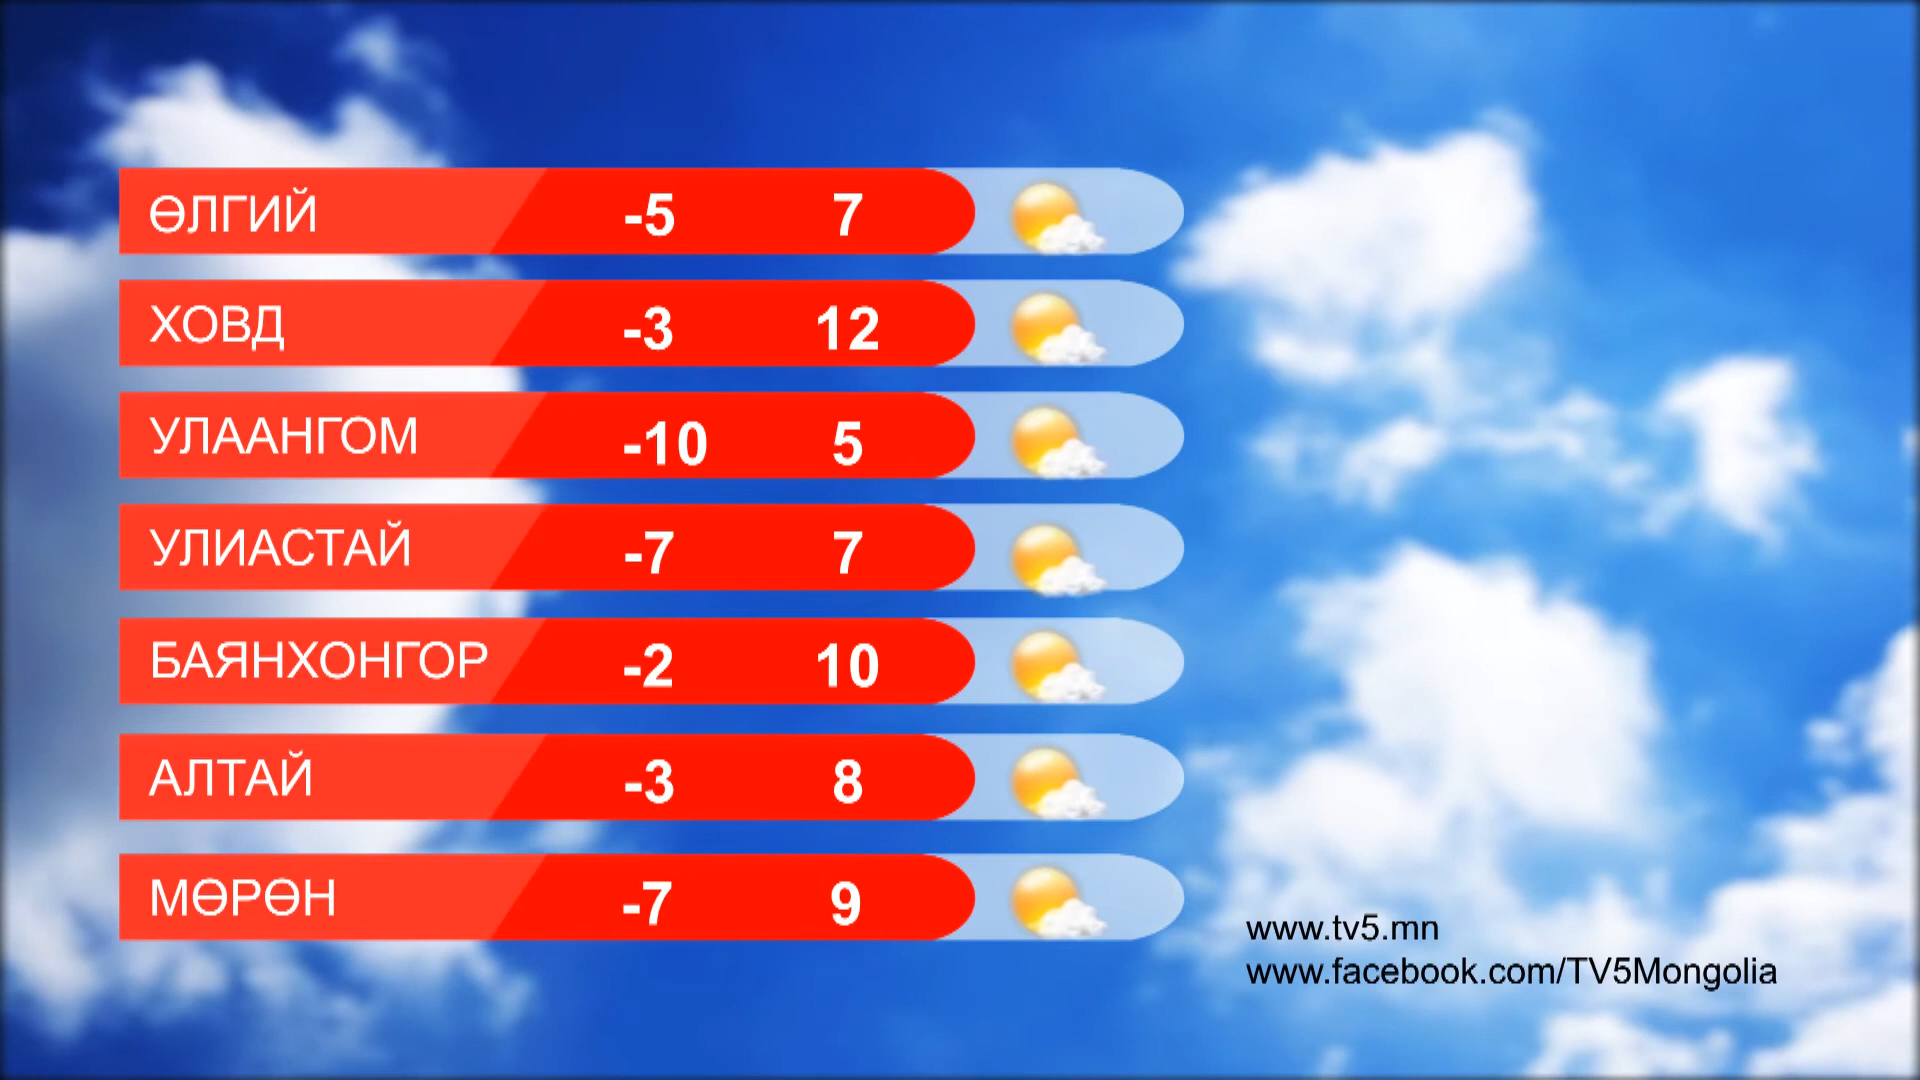 ӨЛГИЙ -5 7
ХОВД -3 12
УЛААНГОМ -10 5
УЛИАСТАЙ -7 7
БАЯНХОНГОР -2 10
АЛТАЙ -3 8
МӨРӨН -7 9
www.tv5.mn
www.facebook.com/TV5Mongolia